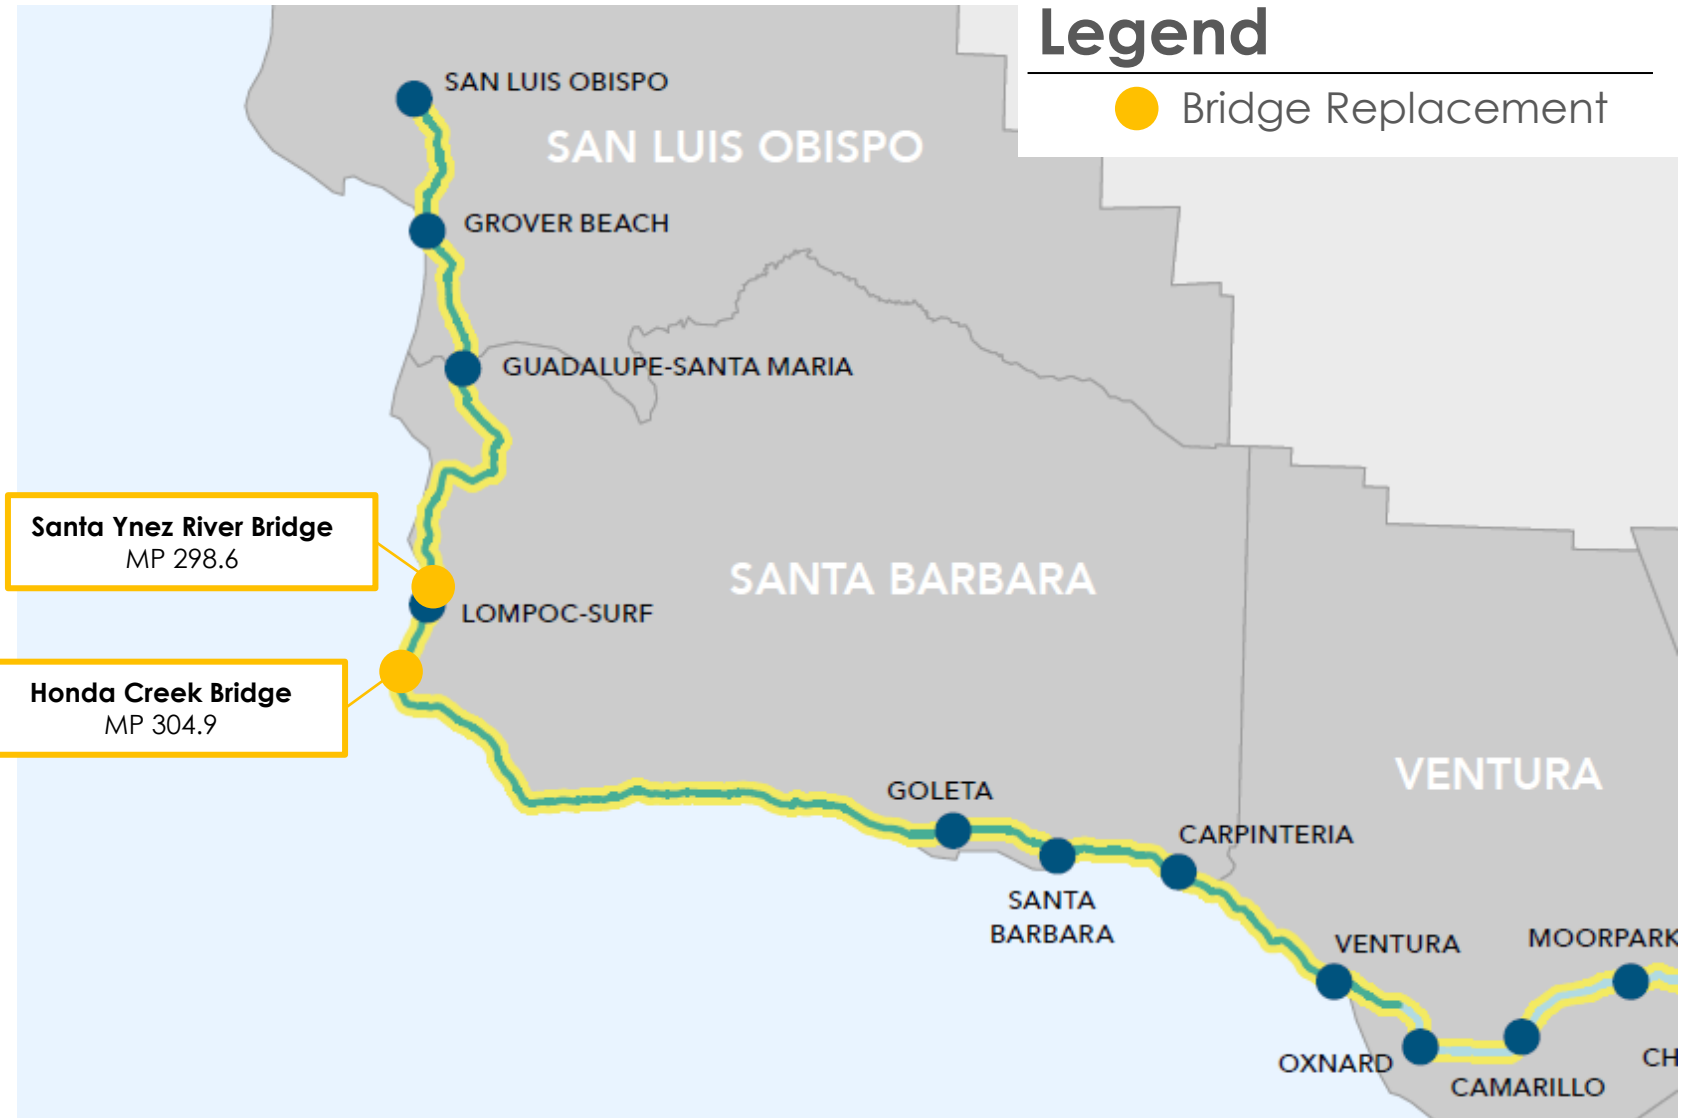 Legend
Bridge Replacement
SAN LUIS OBISPO
SAN LUIS OBISPO
GROVER BEACH
GUADALUPE-SANTA MARIA
Santa Ynez River Bridge
MP 298.6
SANTA BARBARA
LOMPOC-SURF
Honda Creek Bridge
MP 304.9
VENTURA
GOLETA
CARPINTERIA
SANTA
BARBARA
VENTURA
MOORPARK
OXNARD
CH
CAMARILLO